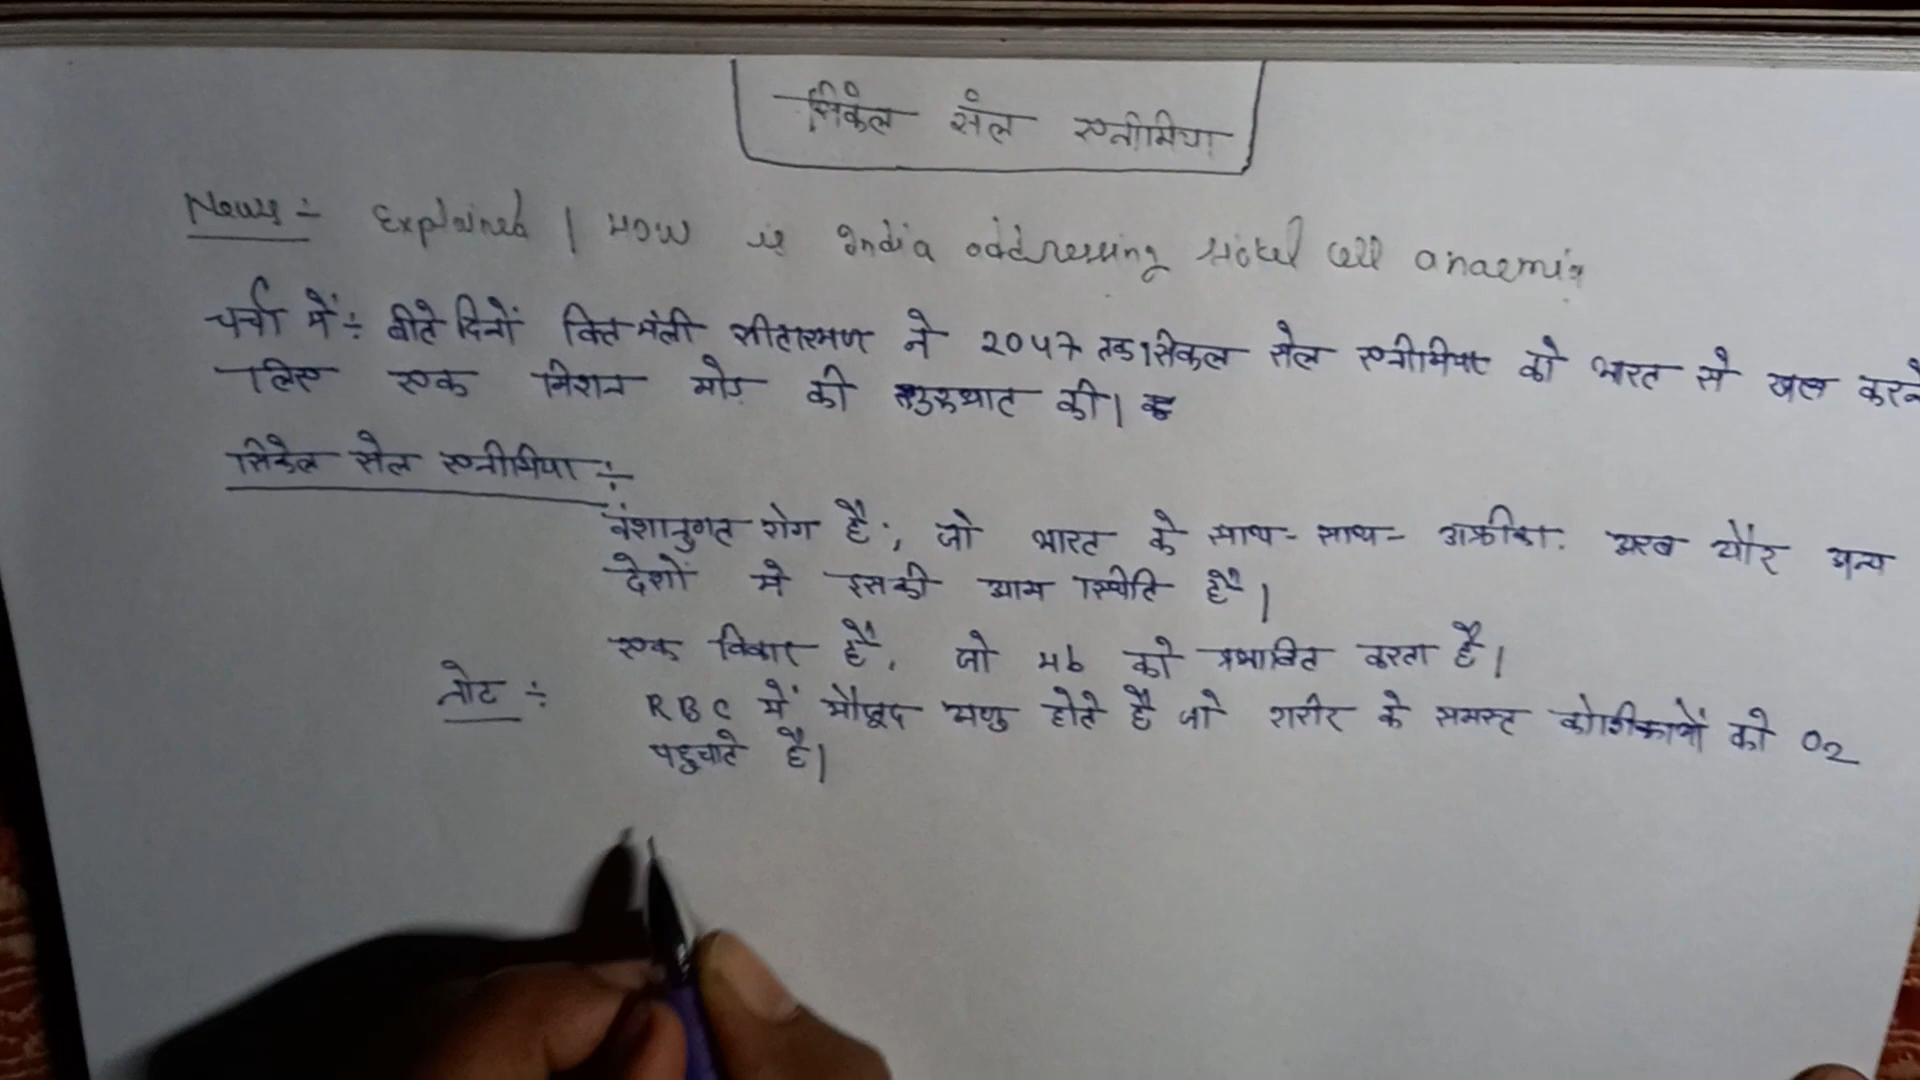 सिकेल सेल एनीमिया
News :- Explained | How is India addressing sickel cell anaemia
चर्चा में :- बीते दिनों वित्त मंत्री सीतारमण ने 2047 तक सिकल सेल एनीमिया को भारत से खत्म करने
लिए एक मिशन मोड की शुरुआत की।
सिकेल सेल एनीमिया :-
वंशानुगत रोग है, जो भारत के साथ-साथ- अफ्रीका. अरब और अन्य
देशों में इसकी आम स्थिति है।
एक विकार है, जो Hb को प्रभावित करता है।
नोट :- RBC में मौजूद अणु होते है जो शरीर के समस्त कोशिकाओं को O2
पहुचाते है।